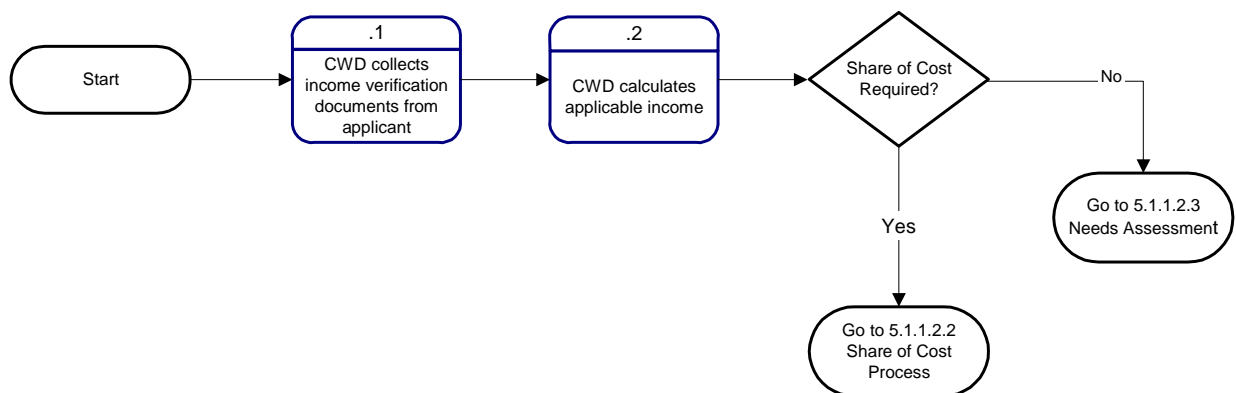 Start
.1
CWD collects
income verification
documents from
applicant
.2
CWD calculates
applicable income
Share of Cost
Required?
No
Yes
Go to 5.1.1.2.3
Needs Assessment
Go to 5.1.1.2.2
Share of Cost
Process